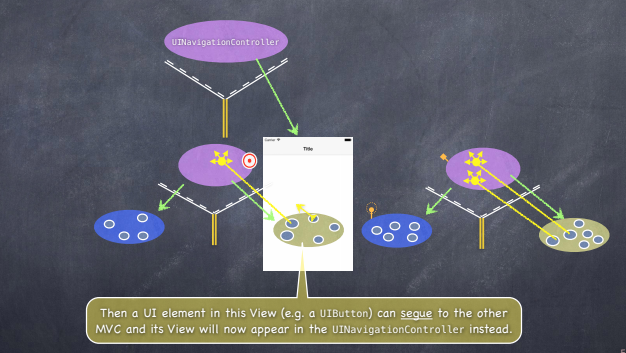 UINavigationController
Carrier
Title
Then a UI element in this View (e.g. a UIButton) can segue to the other
MVC and its View will now appear in the UINavigationController instead.